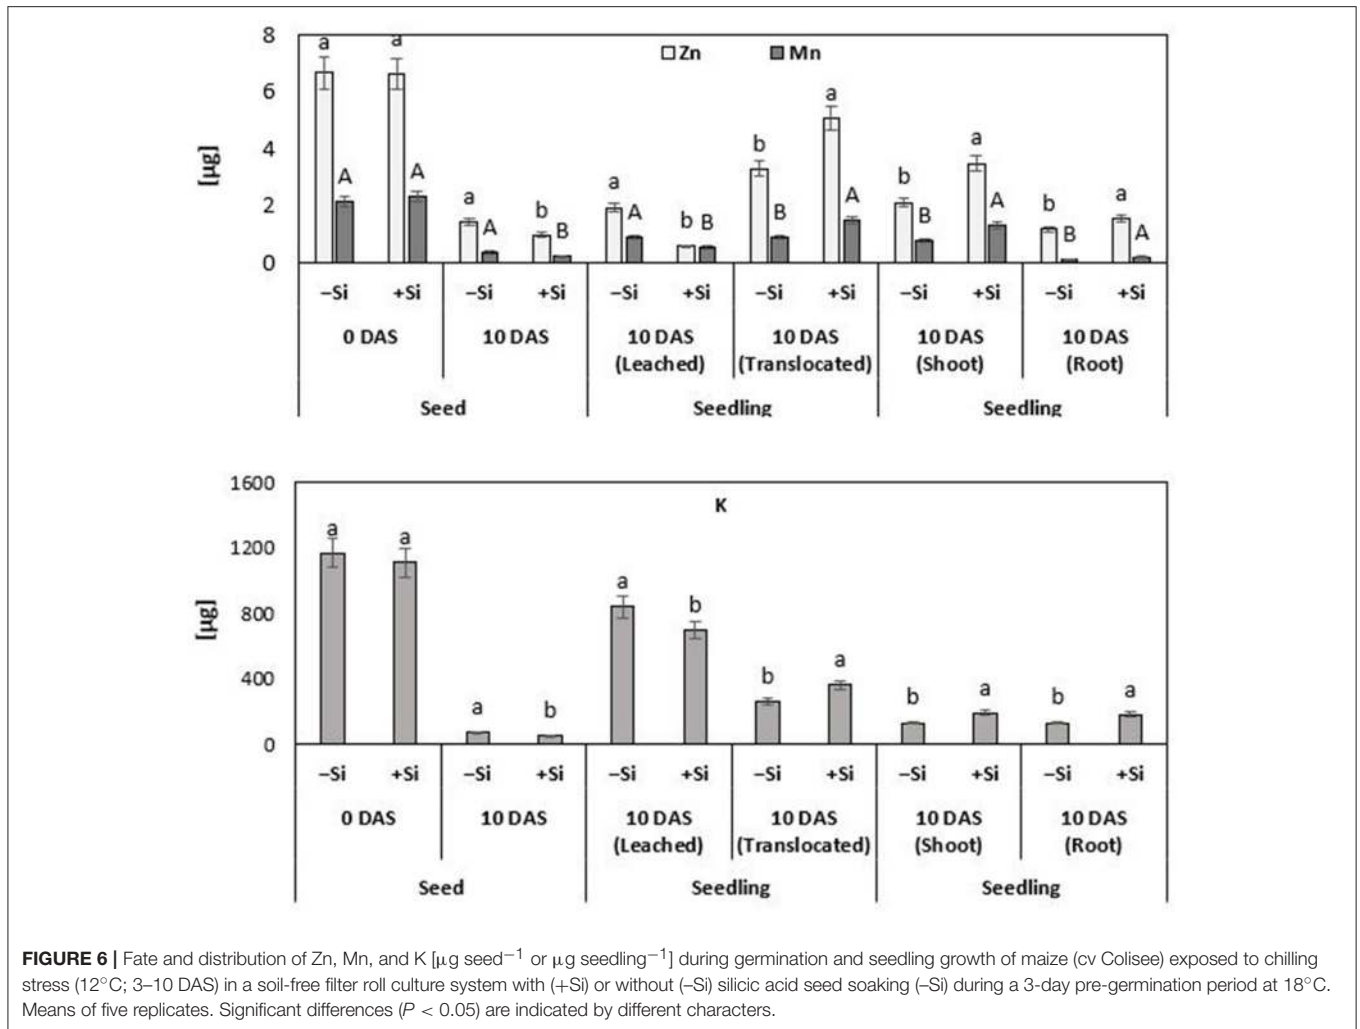 8
6
4
2
0
[µg]
Zn
Mn
a a a b a b b b a b a b a
A A A B A B B A B A B A
–Si +Si –Si +Si –Si +Si –Si +Si –Si +Si –Si +Si
0 DAS 10 DAS 10 DAS 10 DAS 10 DAS 10 DAS
(Leached) (Translocated) (Shoot) (Root)
Seed Seedling Seedling
1600
1200
800
400
0
[µg]
K
a a a b a b b a b a b a
–Si +Si –Si +Si –Si +Si –Si +Si –Si +Si –Si +Si
0 DAS 10 DAS 10 DAS 10 DAS 10 DAS 10 DAS
(Leached) (Translocated) (Shoot) (Root)
Seed Seedling Seedling
FIGURE 6 | Fate and distribution of Zn, Mn, and K [μg seed⁻¹ or μg seedling⁻¹] during germination and seedling growth of maize (cv Colisee) exposed to chilling
stress (12°C; 3–10 DAS) in a soil-free filter roll culture system with (+Si) or without (–Si) silicic acid seed soaking (–Si) during a 3-day pre-germination period at 18°C.
Means of five replicates. Significant differences (P < 0.05) are indicated by different characters.